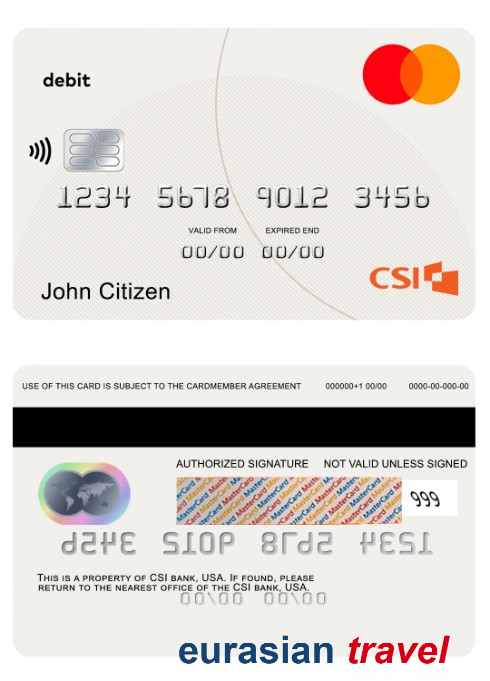 debit
1234 5678 9012 3456
VALID FROM EXPIRED END
00/00 00/00
John Citizen
CSI
USE OF THIS CARD IS SUBJECT TO THE CARDMEMBER AGREEMENT 000000+1 00/00 0000-00-000-00
AUTHORIZED SIGNATURE NOT VALID UNLESS SIGNED
MasterCard MasterCard MasterCard
999
THIS IS A PROPERTY OF CSI BANK, USA. IF FOUND, PLEASE
RETURN TO THE NEAREST OFFICE OF THE CSI BANK, USA.
00/00 00/00
eurasian travel